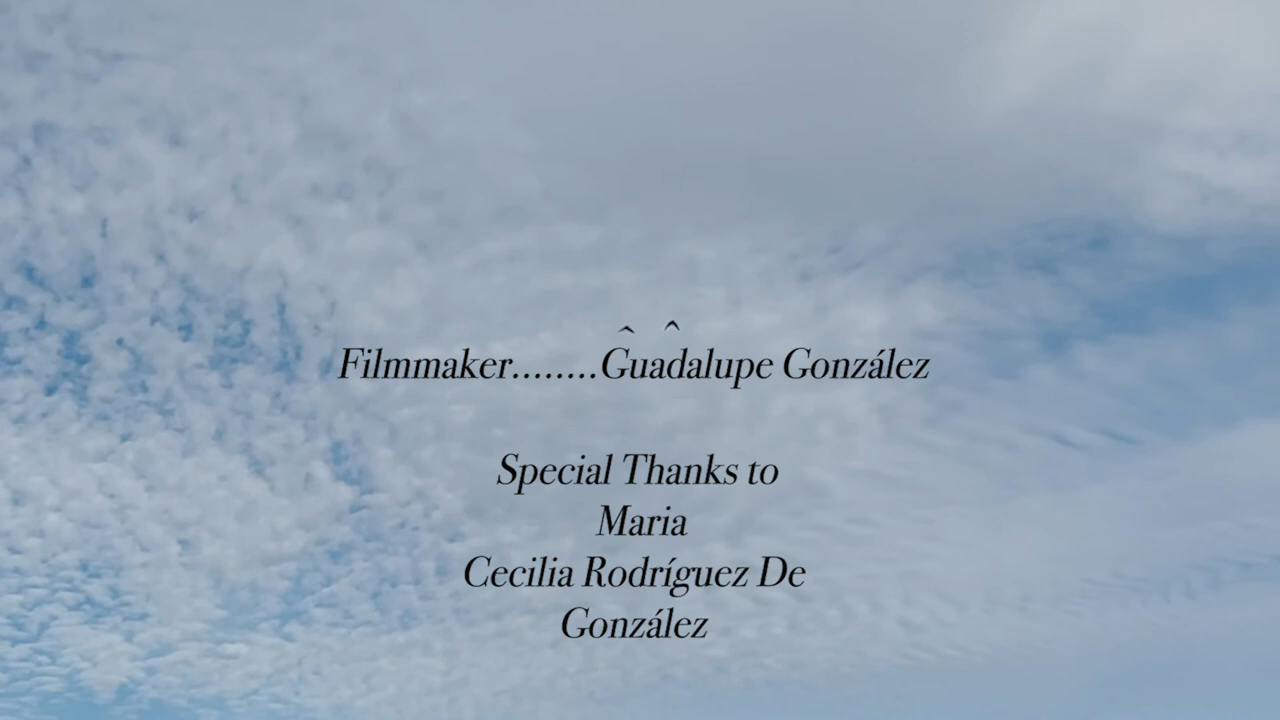 Filmmaker........Guadalupe González
Special Thanks to
Maria
Cecilia Rodríguez De
González